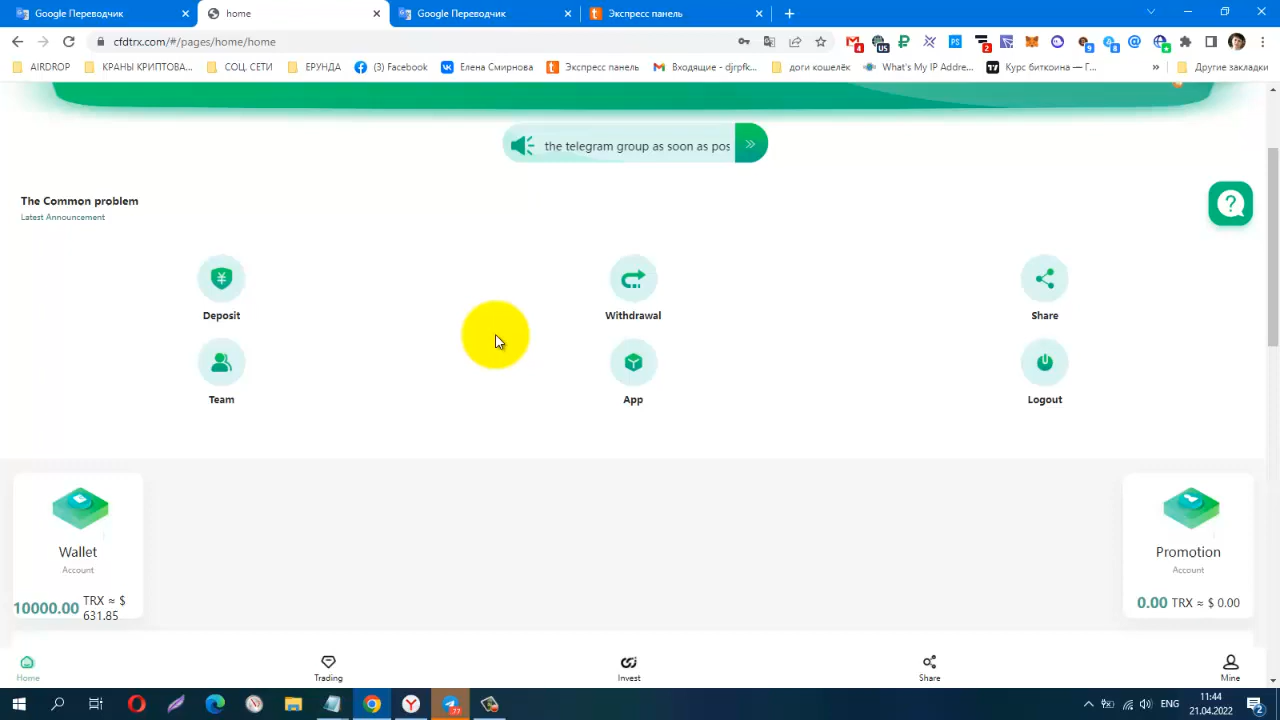 Google Переводчик
home
Google Переводчик
Экспресс панель
cfdtrx.com/#/pages/home/home
AIRDROP
КРАНЫ КРИПТОВА...
СОЦ. СЕТИ
ЕРУНДА
(3) Facebook
Елена Смирнова
Экспресс панель
Входящие - djrpfk...
доги кошелёк
What's My IP Addre...
Курс биткоина — Г...
»
Другие закладки
the telegram group as soon as pos
The Common problem
Latest Announcement
Deposit
Withdrawal
Share
Team
App
Logout
Wallet
Account
10000.00 TRX ≈ $
631.85
Promotion
Account
0.00 TRX ≈ $ 0.00
Home
Trading
Invest
Share
Mine
ENG
11:44
21.04.2022